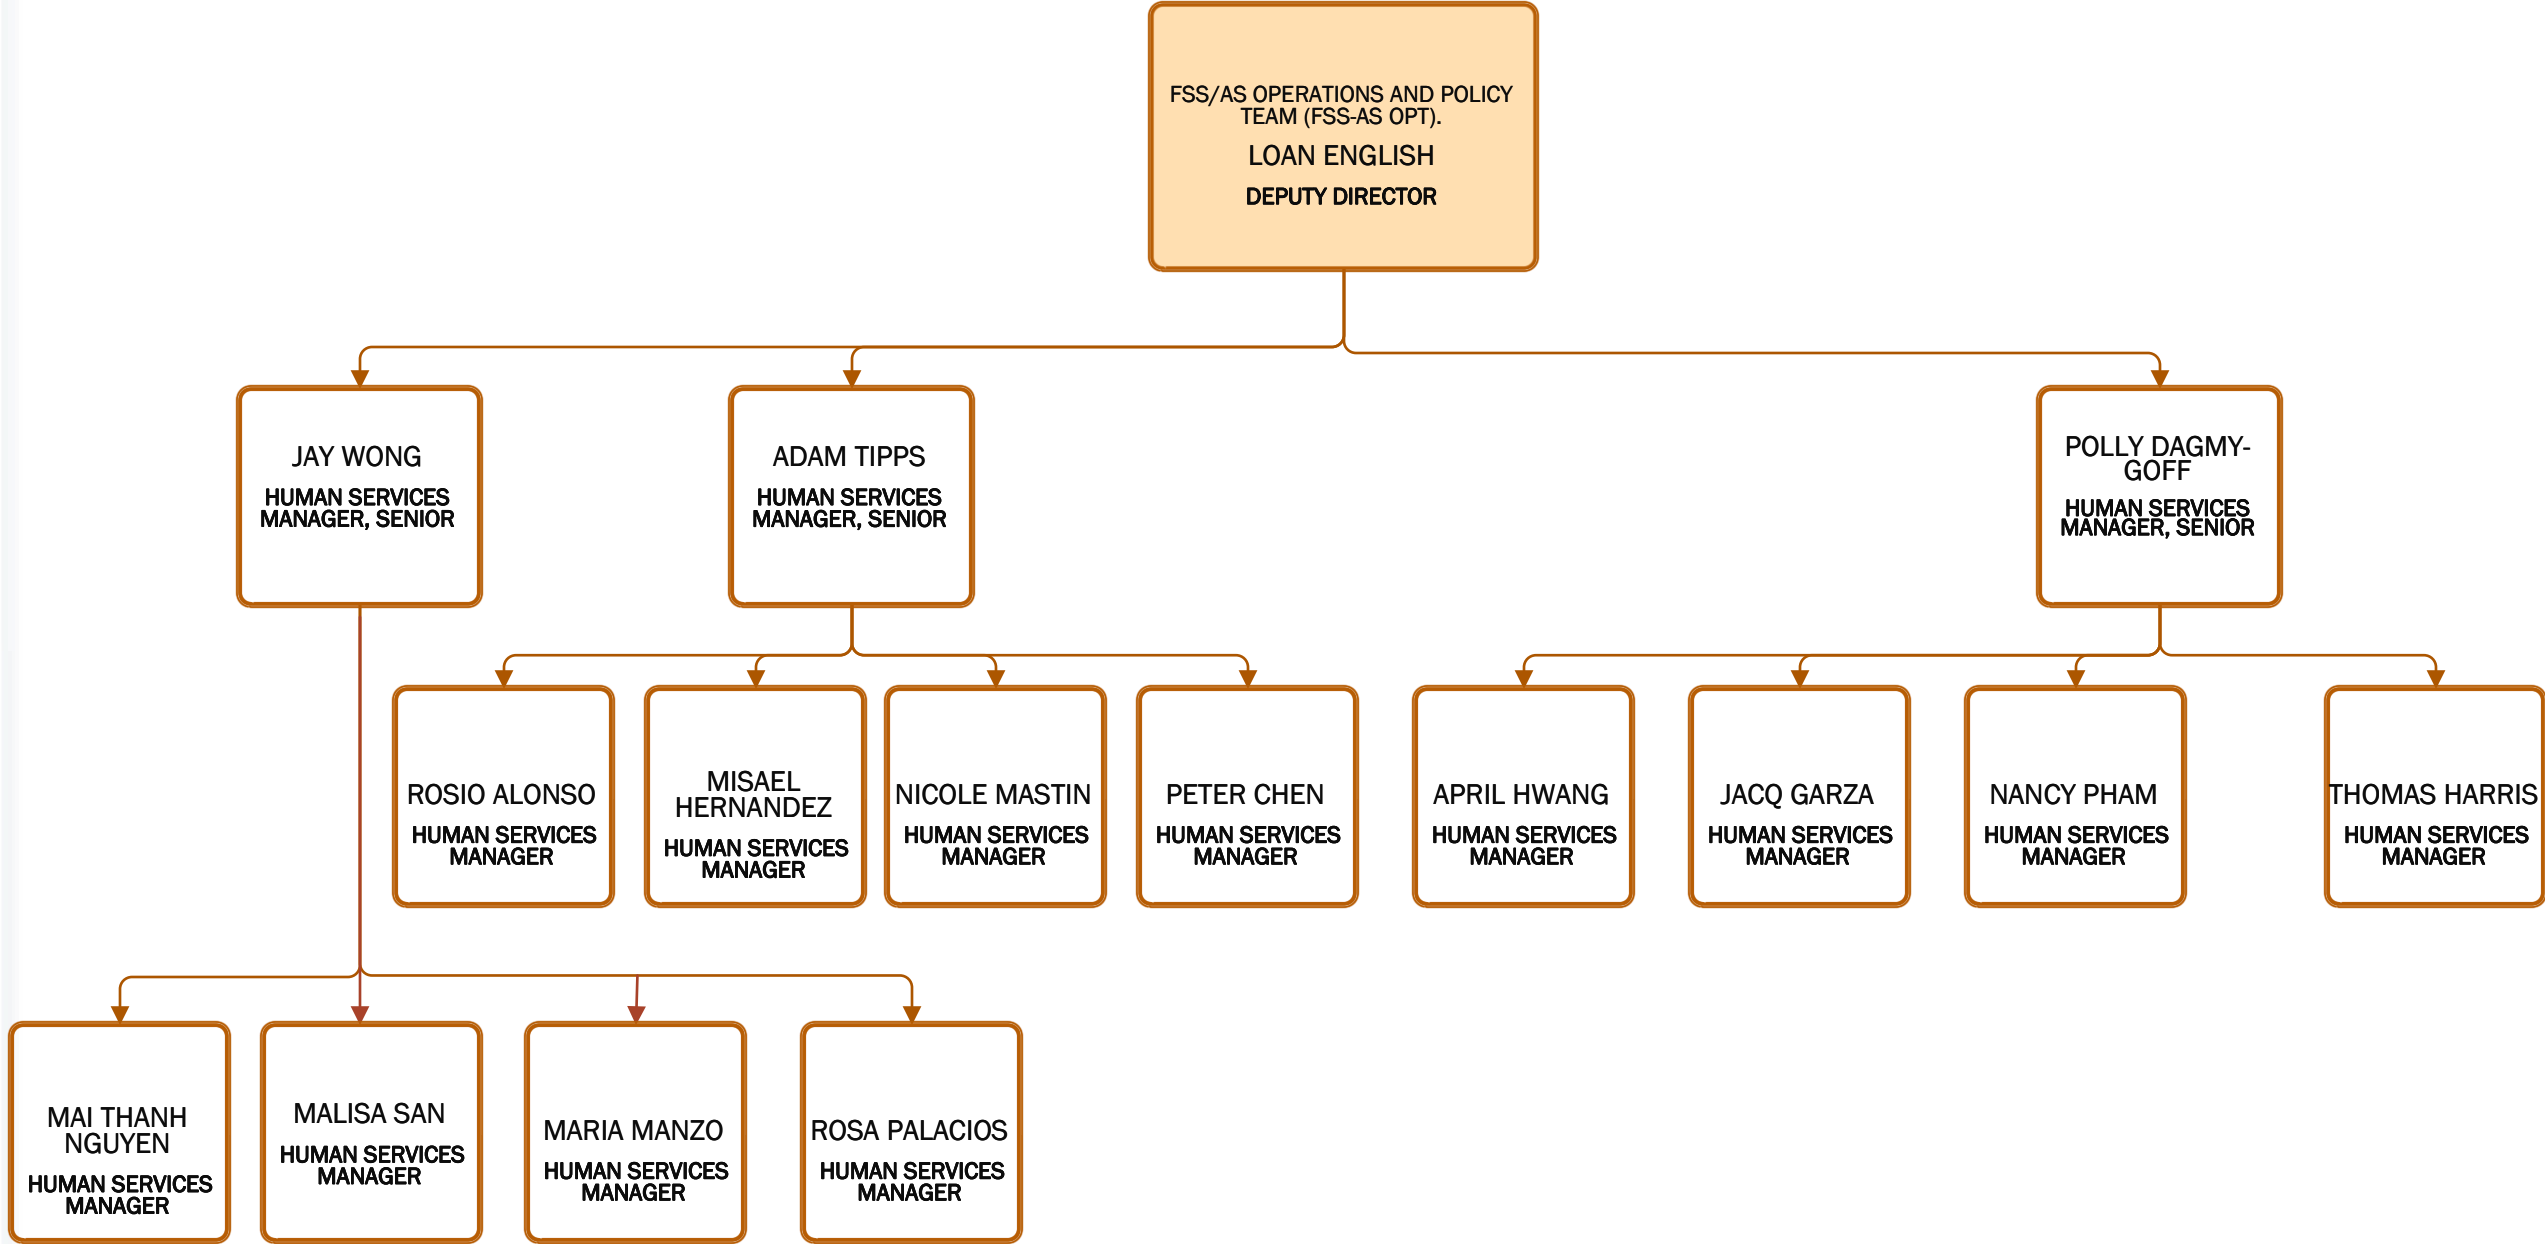 FSS/AS OPERATIONS AND POLICY
TEAM (FSS-AS OPT).
LOAN ENGLISH
DEPUTY DIRECTOR
JAY WONG
HUMAN SERVICES
MANAGER, SENIOR
ADAM TIPPS
HUMAN SERVICES
MANAGER, SENIOR
POLLY DAGMY-
GOFF
HUMAN SERVICES
MANAGER, SENIOR
ROSIO ALONSO
HUMAN SERVICES
MANAGER
MISAEL
HERNANDEZ
HUMAN SERVICES
MANAGER
NICOLE MASTIN
HUMAN SERVICES
MANAGER
PETER CHEN
HUMAN SERVICES
MANAGER
APRIL HWANG
HUMAN SERVICES
MANAGER
JACQ GARZA
HUMAN SERVICES
MANAGER
NANCY PHAM
HUMAN SERVICES
MANAGER
THOMAS HARRIS
HUMAN SERVICES
MANAGER
MAI THANH
NGUYEN
HUMAN SERVICES
MANAGER
MALISA SAN
HUMAN SERVICES
MANAGER
MARIA MANZO
HUMAN SERVICES
MANAGER
ROSA PALACIOS
HUMAN SERVICES
MANAGER